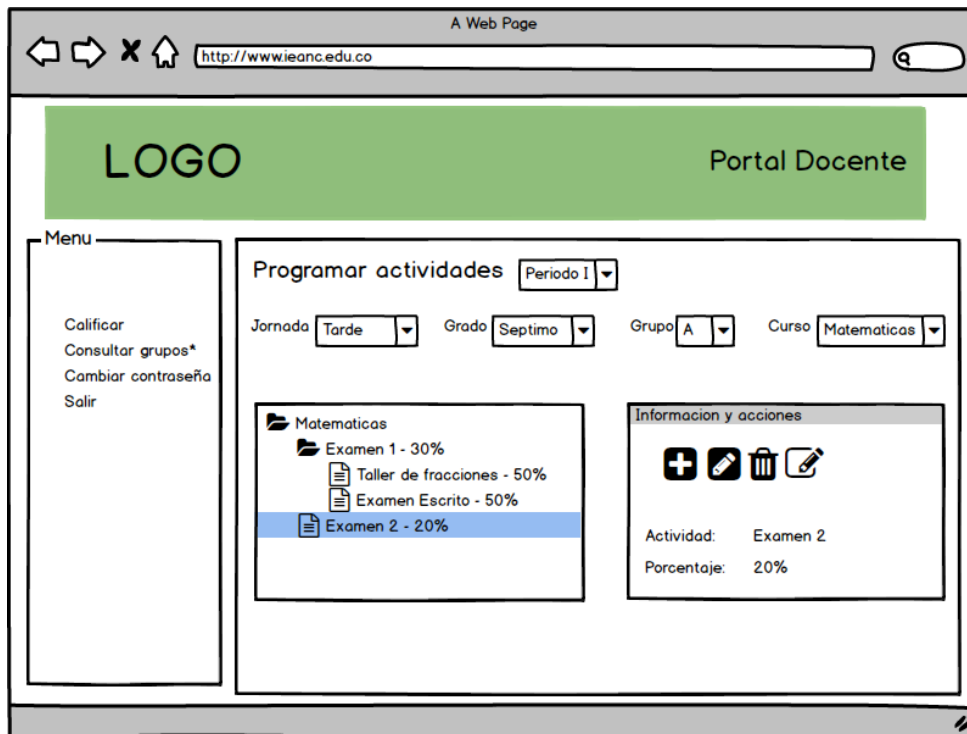 A Web Page
http://www.ieanc.edu.co
LOGO
Portal Docente
Menu
Calificar
Consultar grupos*
Cambiar contraseña
Salir
Programar actividades Periodo I
Jornada Tarde Grado Septimo Grupo A Curso Matematicas
Matematicas
Examen 1 - 30%
Taller de fracciones - 50%
Examen Escrito - 50%
Examen 2 - 20%
Informacion y acciones
Actividad: Examen 2
Porcentaje: 20%